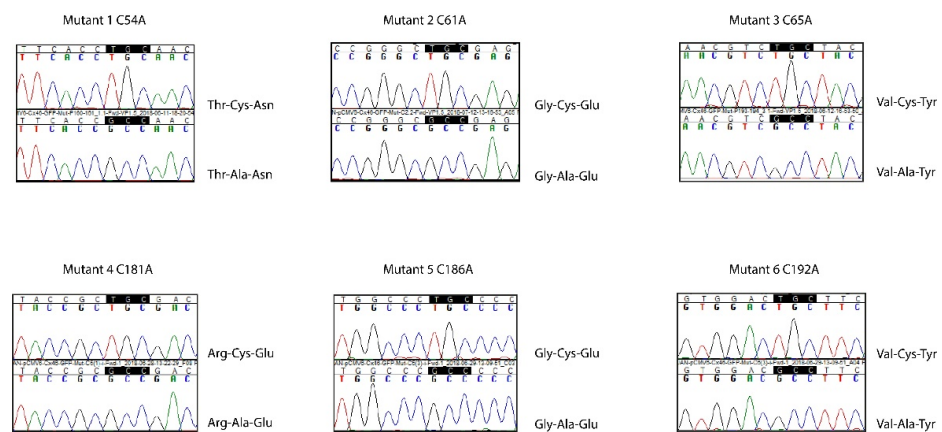 Mutant 1 C54A
Mutant 2 C61A
Mutant 3 C65A
T T C A C C T G C A A C
T T C A C C T G C A A C
Thr-Cys-Asn
T T C A C C G C C A A C
T T C A C C G C C A A C
Thr-Ala-Asn
C C G G G C T G C G A G
C C G G G C T G C G A G
Gly-Cys-Glu
C C G G G C G C C G A G
C C G G G C G C C G A G
Gly-Ala-Glu
A A C G T C T G C T A C
A A C G T C T G C T A C
Val-Cys-Tyr
A A C G T C G C C T A C
A A C G T C G C C T A C
Val-Ala-Tyr
Mutant 4 C181A
Mutant 5 C186A
Mutant 6 C192A
T A C C G C T G C G A C
T A C C G C T G C G A C
Arg-Cys-Glu
T A C C G C G C C G A C
T A C C G C G C C G A C
Arg-Ala-Glu
T G G C C C T G C C C C
T G G C C C T G C C C C
Gly-Cys-Glu
T G G C C C G C C C C C
T G G C C C G C C C C C
Gly-Ala-Glu
G T G G A C T G C T T C
G T G G A C T G C T T C
Val-Cys-Tyr
G T G G A C G C C T T C
G T G G A C G C C T T C
Val-Ala-Tyr